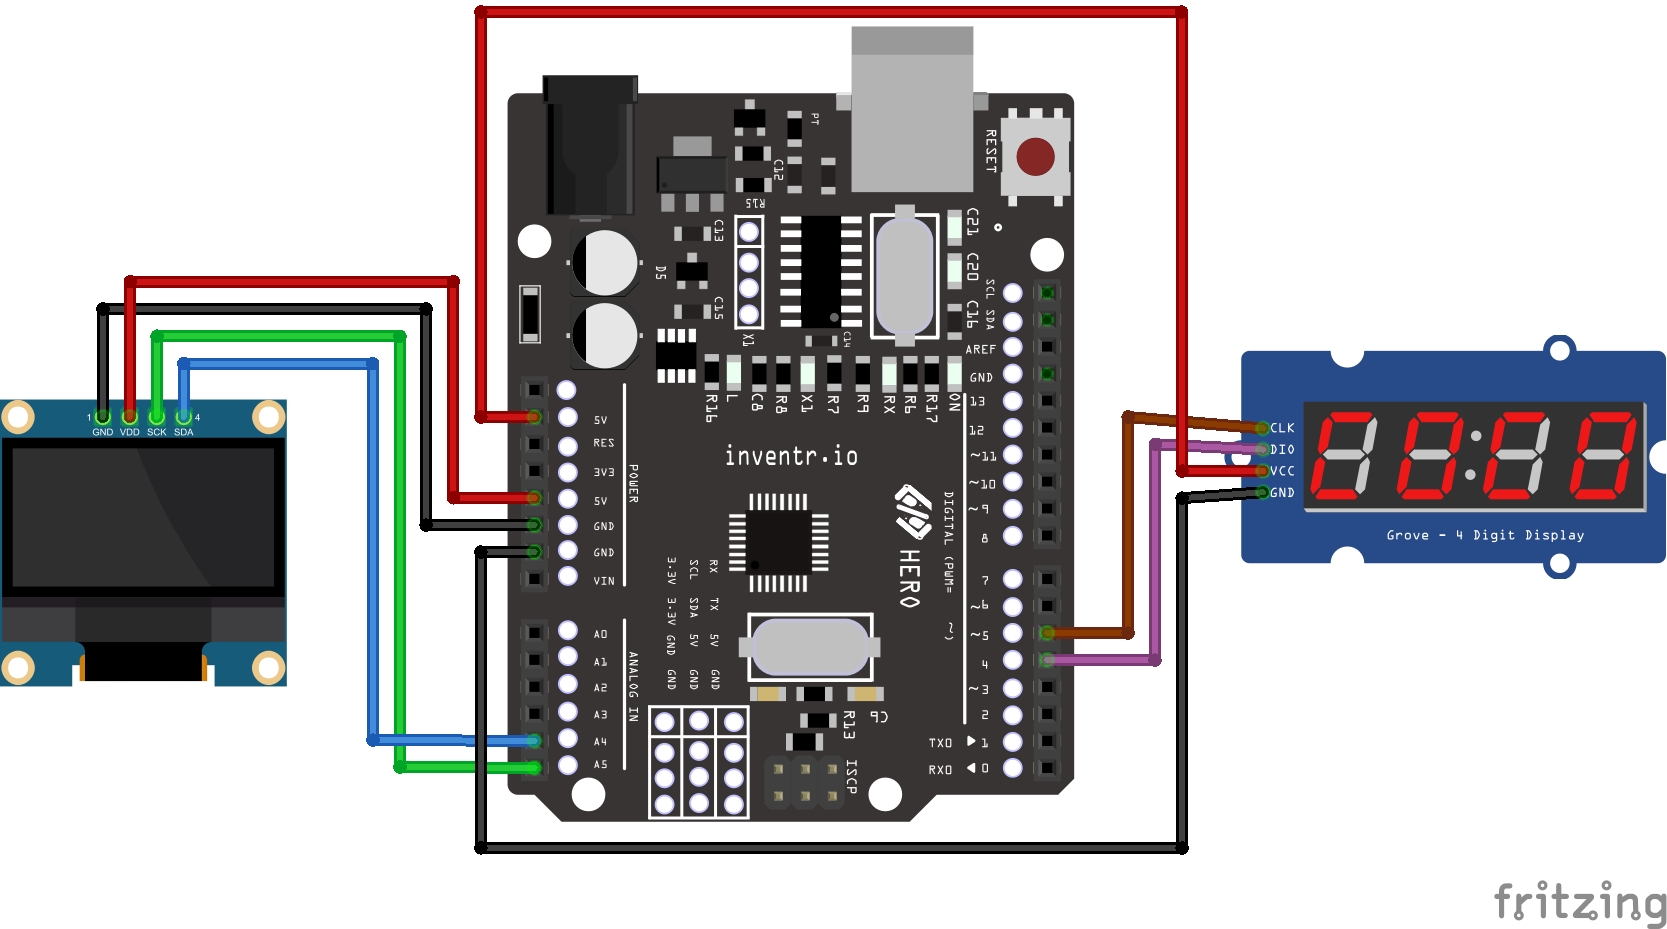 PT
RESET
C12
R15
C13
C21
D5
C20
C15
SCL
SDA
C16
X1
C14
AREF
GND
13
12
~11
~10
~9
8
7
~6
~5
4
~3
2
TXO
1
RXO
0
R16
L
C8
R8
X1
R7
R9
RX
R6
R17
ON
5V
RES
3V3
5V
GND
GND
VIN
POWER
A0
A1
A2
A3
A4
A5
ANALOG IN
inventr.io
HERO
DIGITAL (PWM= ~)
RX TX 5V GND
SCL SDA 5V GND
3.3V 3.3V GND GND
R13
C6
ISCP
1
4
GND VDD SCK SDA
CLK
DIO
VCC
GND
Grove - 4 Digit Display
fritzing